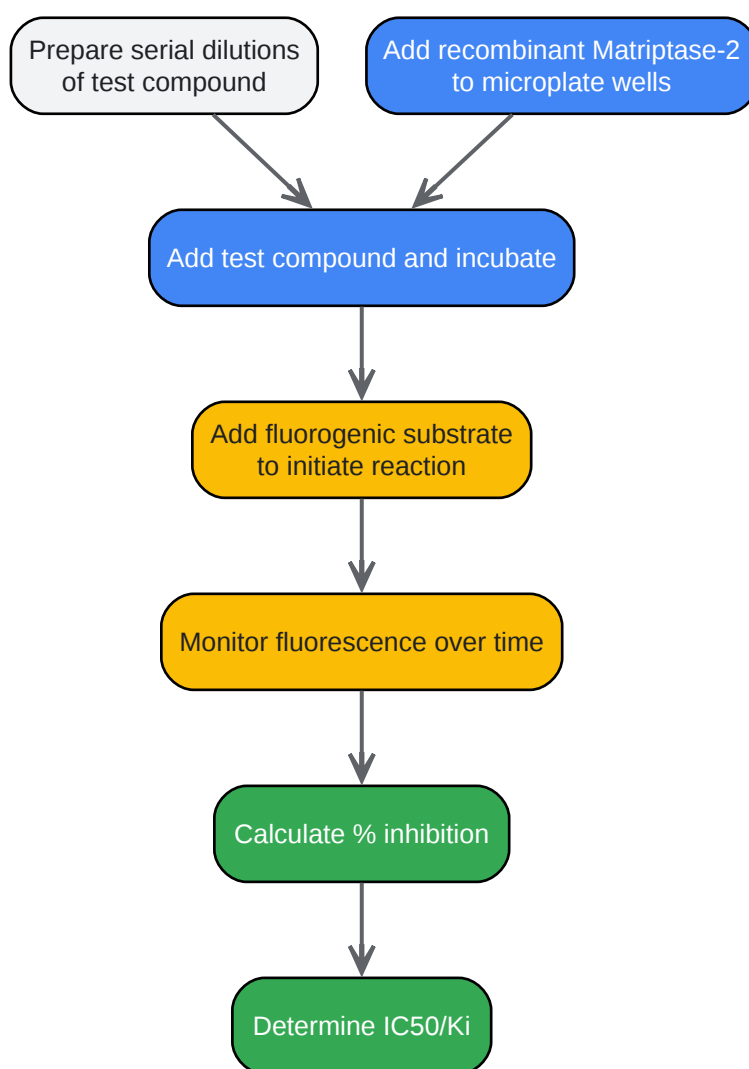 Prepare serial dilutions
of test compound
Add recombinant Matriptase-2
to microplate wells
Add test compound and incubate
Add fluorogenic substrate
to initiate reaction
Monitor fluorescence over time
Calculate % inhibition
Determine IC50/Ki